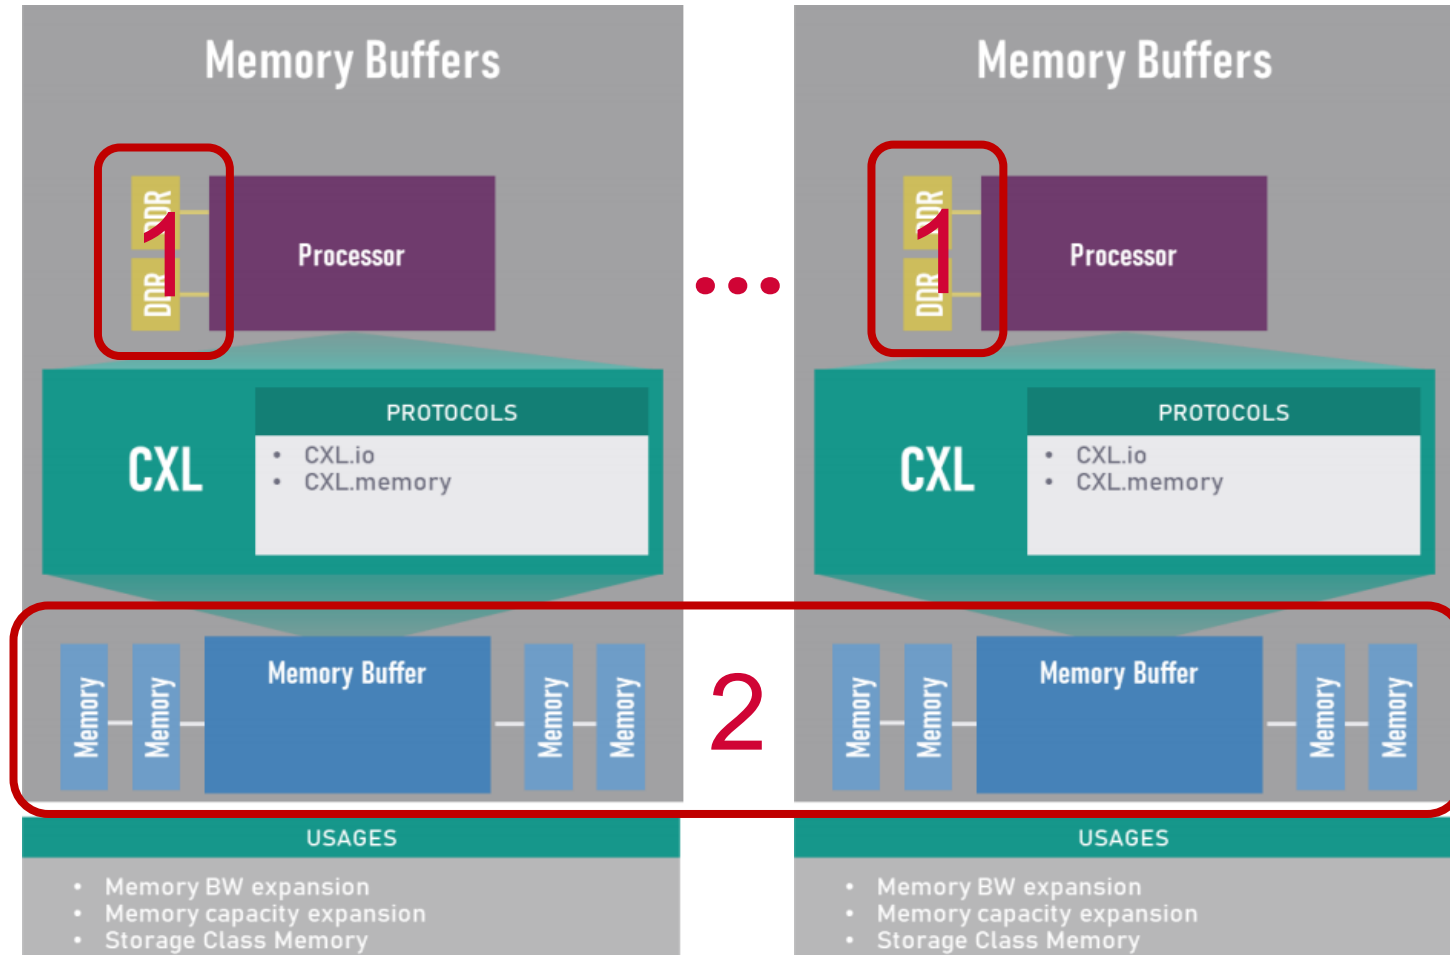 Memory Buffers
DDR
DDR
1
Processor
CXL
PROTOCOLS
• CXL.io
• CXL.memory
Memory
Memory
Memory Buffer
Memory
Memory
USAGES
• Memory BW expansion
• Memory capacity expansion
• Storage Class Memory
...
2
Memory Buffers
DDR
DDR
1
Processor
CXL
PROTOCOLS
• CXL.io
• CXL.memory
Memory
Memory
Memory Buffer
Memory
Memory
USAGES
• Memory BW expansion
• Memory capacity expansion
• Storage Class Memory